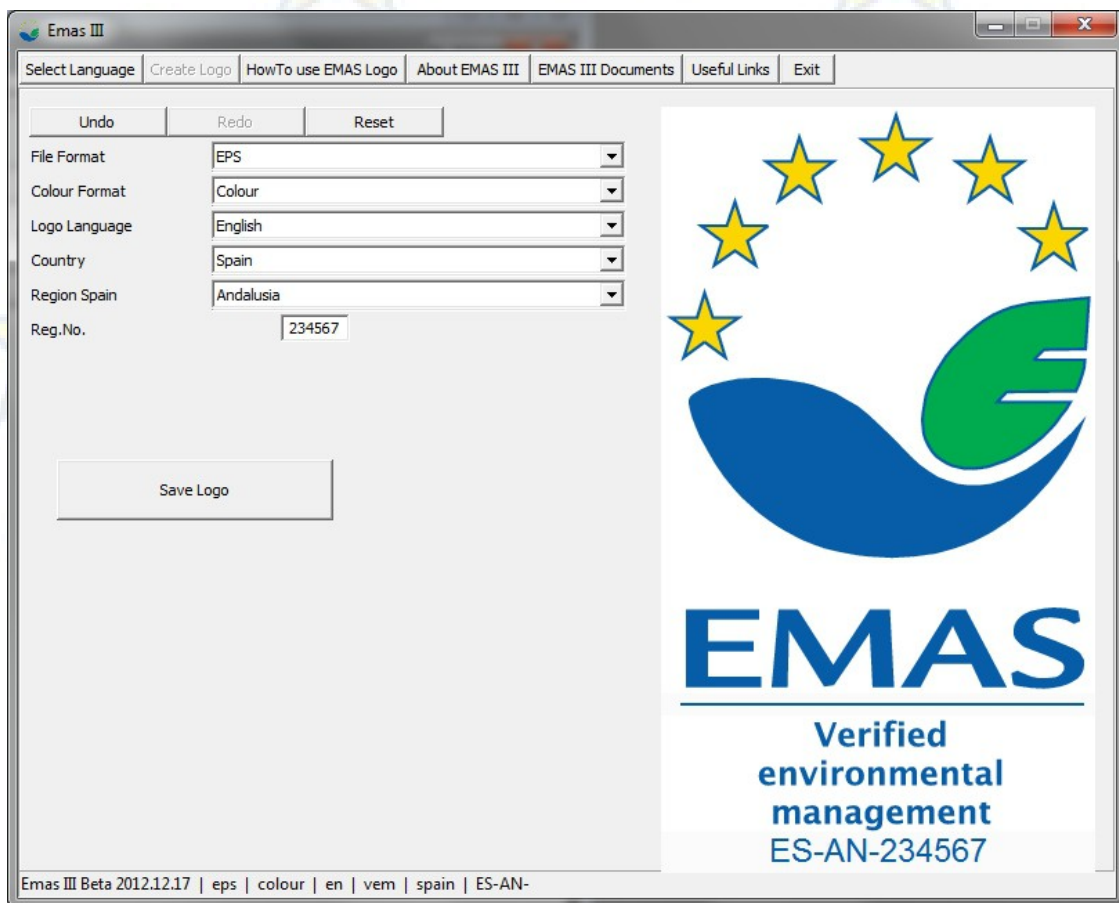 Emas III
Select Language Create Logo HowTo use EMAS Logo About EMAS III EMAS III Documents Useful Links Exit
Undo Redo Reset
File Format EPS
Colour Format Colour
Logo Language English
Country Spain
Region Spain Andalusia
Reg.No. 234567
Save Logo
EMAS
Verified
environmental
management
ES-AN-234567
Emas III Beta 2012.12.17 | eps | colour | en | vem | spain | ES-AN-